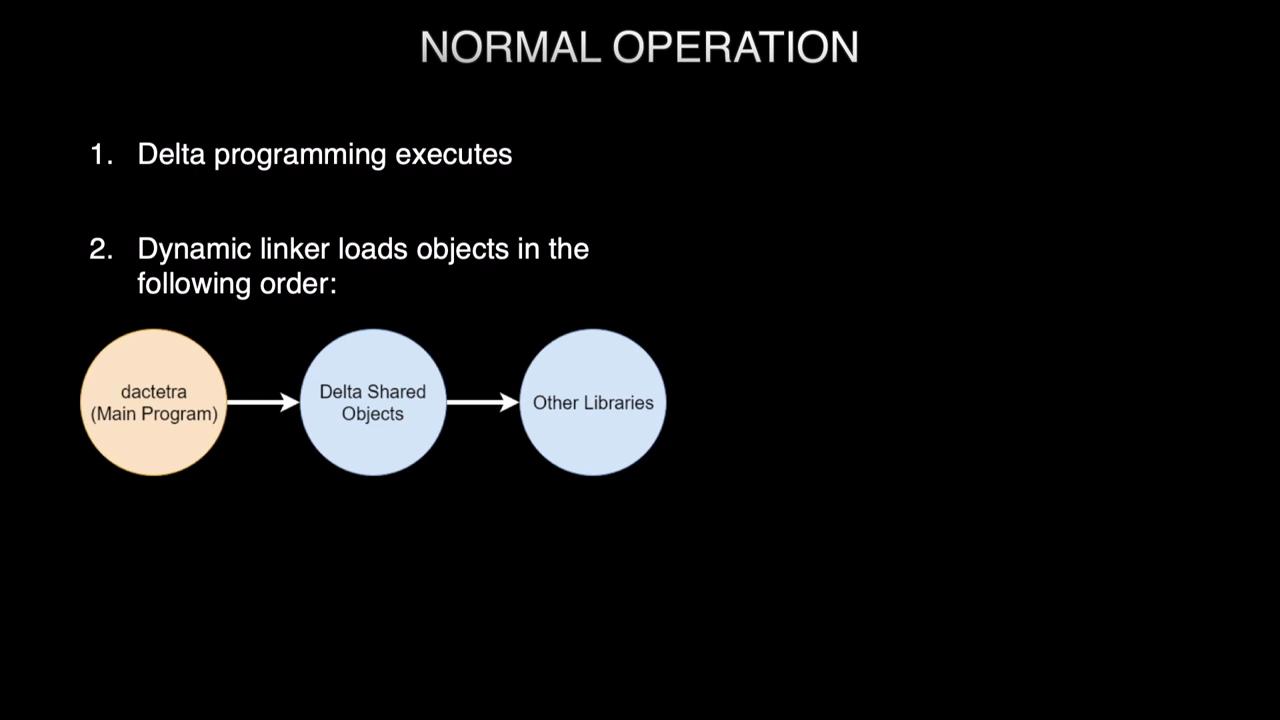 NORMAL OPERATION
1. Delta programming executes
2. Dynamic linker loads objects in the
following order:
dactetra
(Main Program)
Delta Shared
Objects
Other Libraries